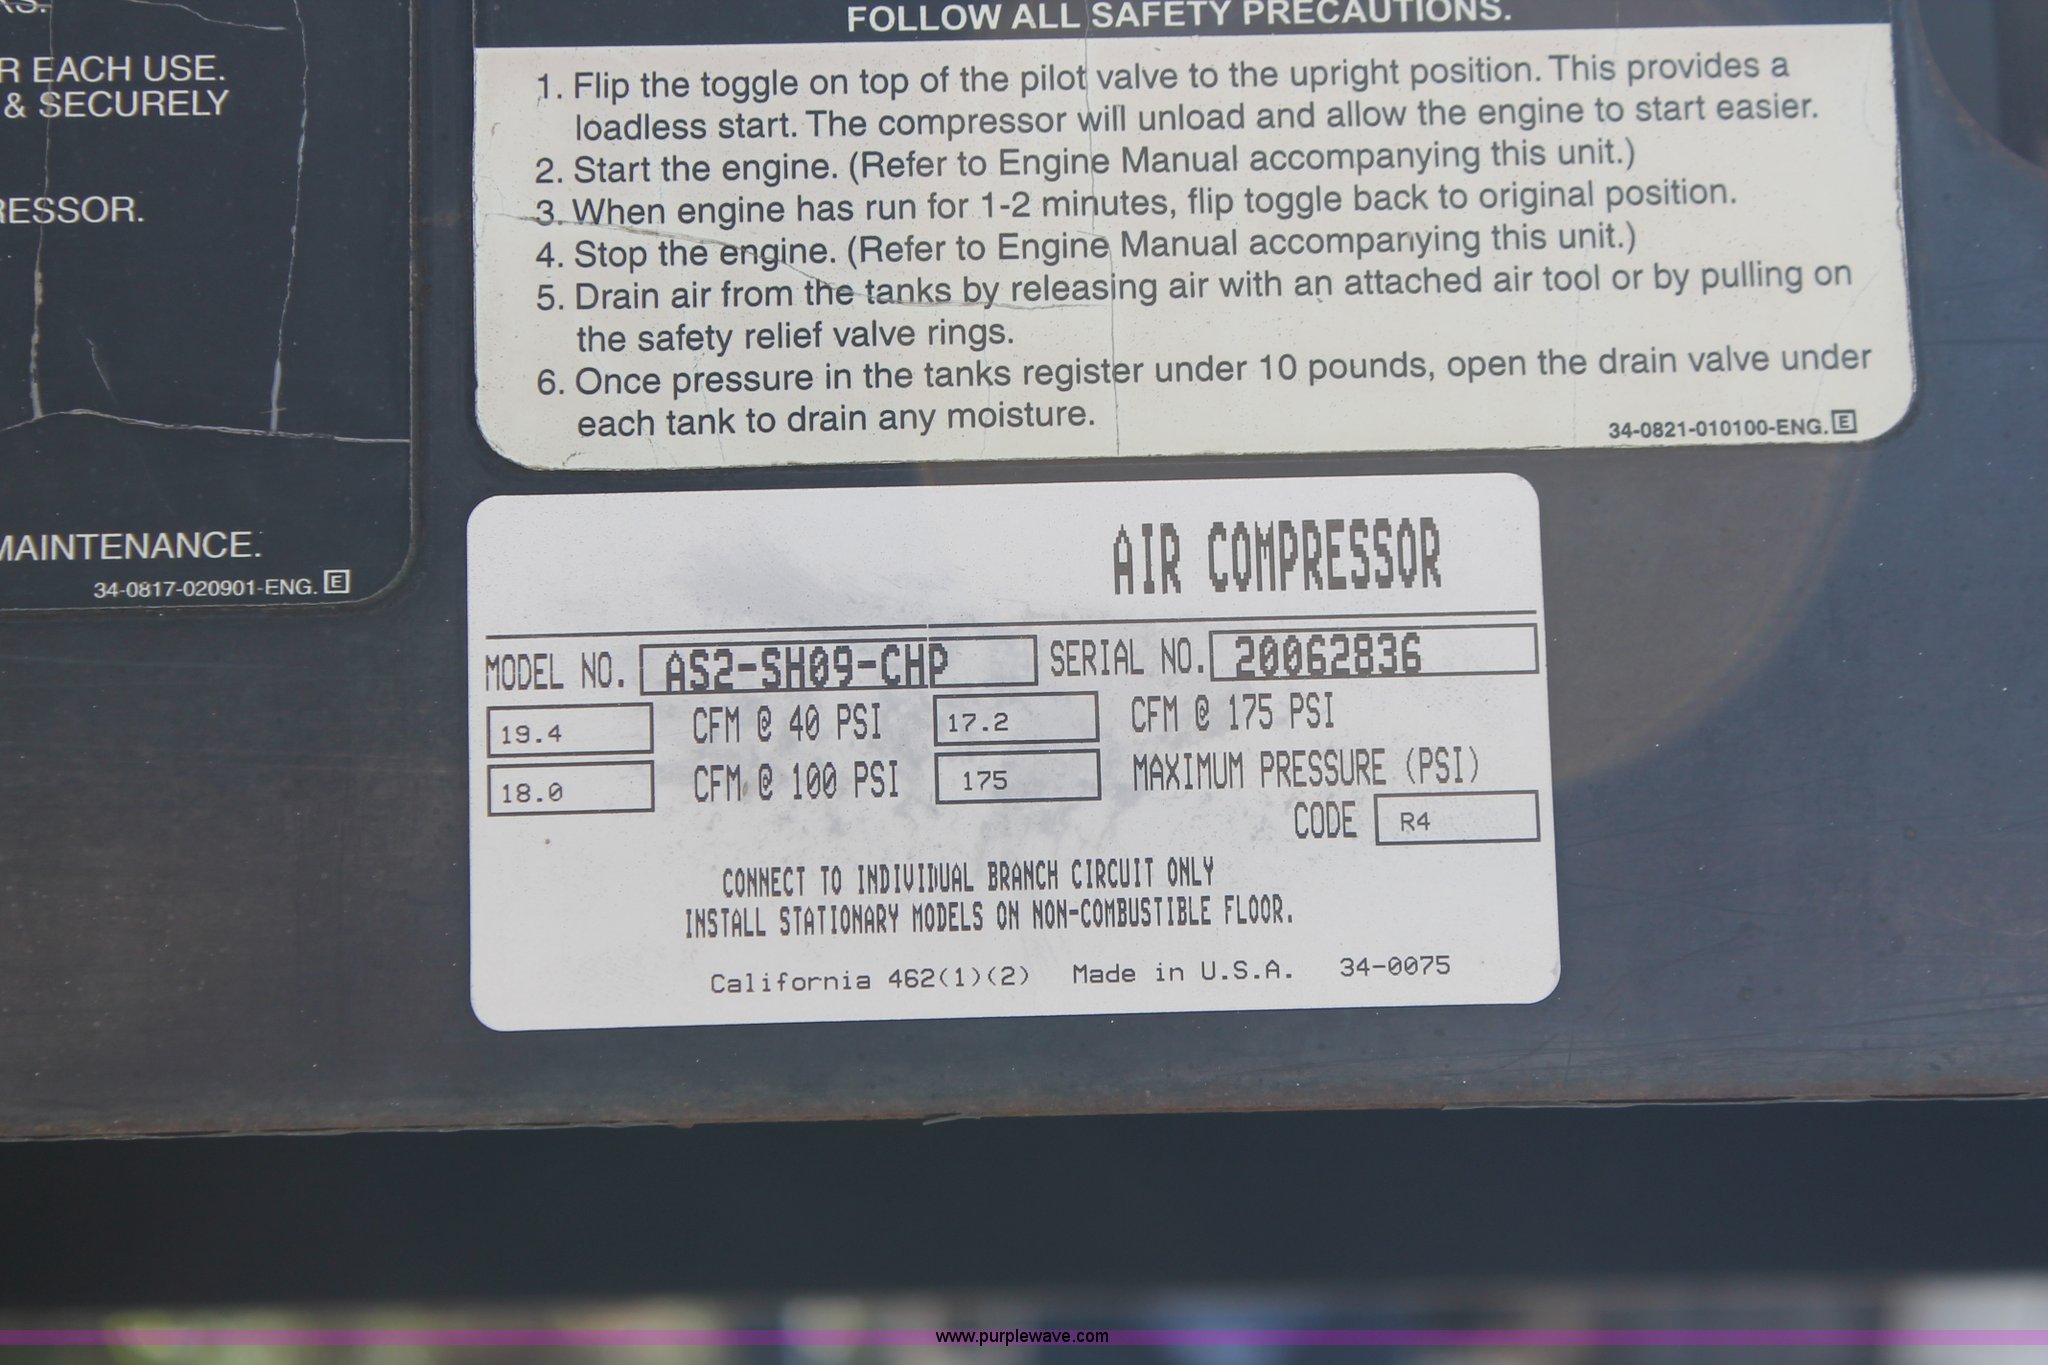 R EACH USE.
& SECURELY
RESSOR.
MAINTENANCE.
34-0817-020901-ENG. E
FOLLOW ALL SAFETY PRECAUTIONS.
1. Flip the toggle on top of the pilot valve to the upright position. This provides a
loadless start. The compressor will unload and allow the engine to start easier.
2. Start the engine. (Refer to Engine Manual accompanying this unit.)
3. When engine has run for 1-2 minutes, flip toggle back to original position.
4. Stop the engine. (Refer to Engine Manual accompanying this unit.)
5. Drain air from the tanks by releasing air with an attached air tool or by pulling on
the safety relief valve rings.
6. Once pressure in the tanks register under 10 pounds, open the drain valve under
each tank to drain any moisture.
34-0821-010100-ENG. E
AIR COMPRESSOR
MODEL NO. AS2-SH09-CHP SERIAL NO. 20062836
19.4 CFM @ 40 PSI 17.2 CFM @ 175 PSI
18.0 CFM @ 100 PSI 175 MAXIMUM PRESSURE (PSI)
CODE R4
CONNECT TO INDIVIDUAL BRANCH CIRCUIT ONLY
INSTALL STATIONARY MODELS ON NON-COMBUSTIBLE FLOOR.
California 462(1)(2) Made in U.S.A. 34-0075
www.purplewave.com